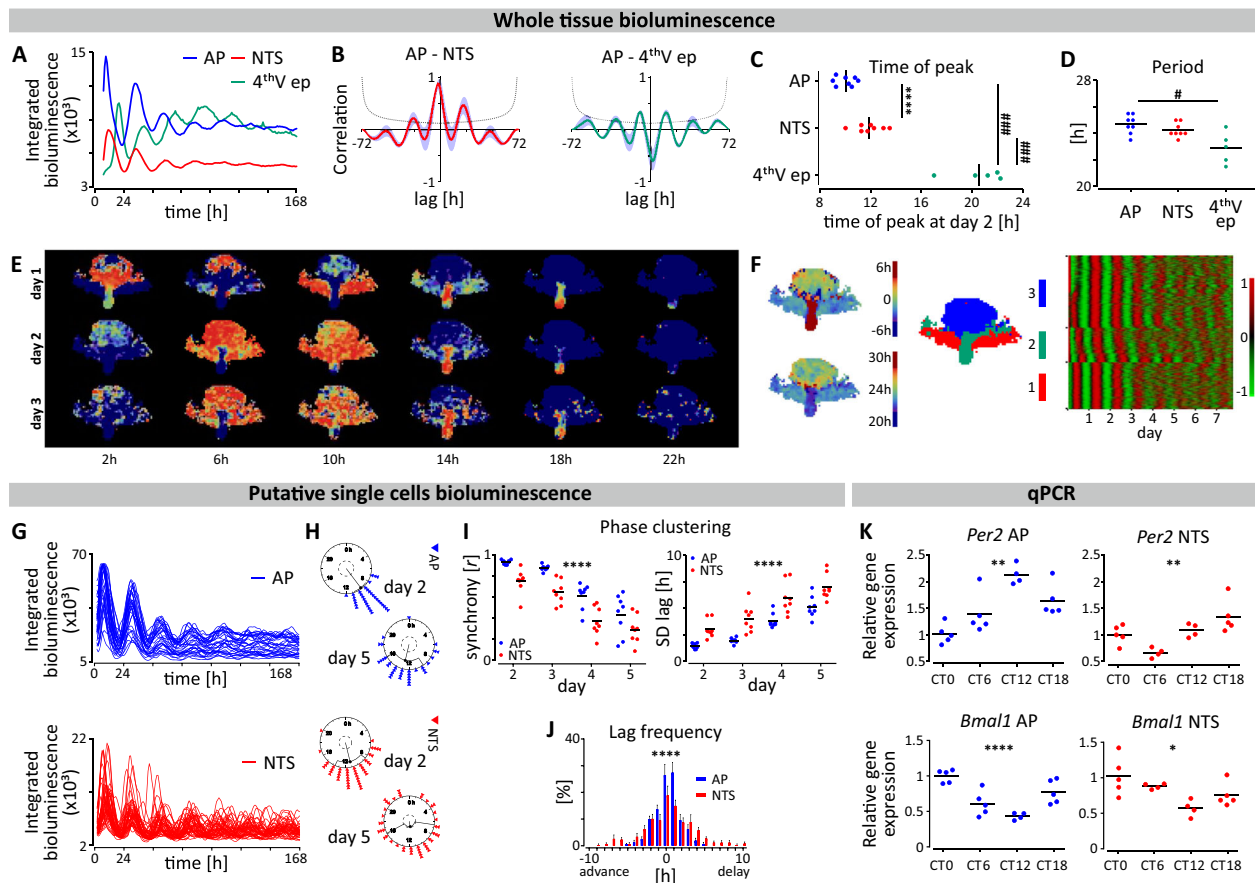 Whole tissue bioluminescence
A
Integrated
bioluminescence
(x10³)
15
3
AP
NTS
4thV ep
0
24
168
time [h]
B
AP - NTS
Correlation
1
-1
-72
72
lag [h]
AP - 4thV ep
1
-1
-72
72
lag [h]
C
Time of peak
AP
NTS
4thV ep
****
####
####
8
12
16
20
24
time of peak at day 2 [h]
D
Period
28
[h]
20
#
AP
NTS
4thV
ep
E
day 1
day 2
day 3
2h
6h
10h
14h
18h
22h
F
6h
0
-6h
30h
24h
20h
3
2
1
1
0
-1
1 2 3 4 5 6 7
day
Putative single cells bioluminescence
qPCR
G
Integrated
bioluminescence
(x10³)
70
5
AP
0
24
168
time [h]
Integrated
bioluminescence
(x10³)
22
2
NTS
0
24
168
time [h]
H
AP
day 2
day 5
NTS
day 2
day 5
I
Phase clustering
synchrony [r]
1
0
****
AP
NTS
2 3 4 5
day
SD lag [h]
10
5
0
AP
NTS
****
2 3 4 5
day
J
Lag frequency
****
[%]
40
0
AP
NTS
-10
0
10
advance
[h]
delay
K
Per2 AP
Relative gene
expression
2.5
2
1.5
1
0.5
**
CT0 CT6 CT12 CT18
Per2 NTS
2.5
2
1.5
1
0.5
**
CT0 CT6 CT12 CT18
Bmal1 AP
Relative gene
expression
1.5
1
0.5
0
****
CT0 CT6 CT12 CT18
Bmal1 NTS
1.5
1
0.5
0
*
CT0 CT6 CT12 CT18